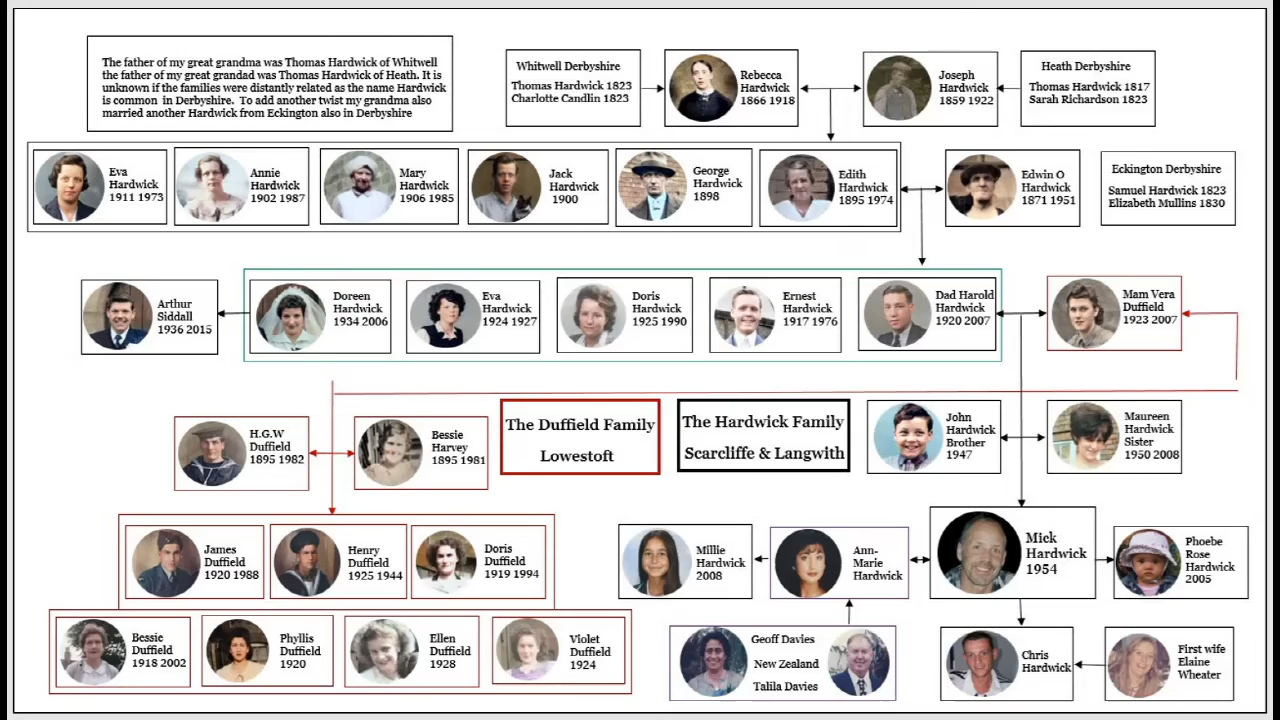 The father of my great grandma was Thomas Hardwick of Whitwell
the father of my great grandad was Thomas Hardwick of Heath. It is
unknown if the families were distantly related as the name Hardwick
is common in Derbyshire. To add another twist my grandma also
married another Hardwick from Eckington also in Derbyshire
Whitwell Derbyshire
Thomas Hardwick 1823
Charlotte Candlin 1823
Rebecca
Hardwick
1866 1918
Joseph
Hardwick
1859 1922
Heath Derbyshire
Thomas Hardwick 1817
Sarah Richardson 1823
Eva
Hardwick
1911 1973
Annie
Hardwick
1902 1987
Mary
Hardwick
1906 1985
Jack
Hardwick
1900
George
Hardwick
1898
Edith
Hardwick
1895 1974
Edwin O
Hardwick
1871 1951
Eckington Derbyshire
Samuel Hardwick 1823
Elizabeth Mullins 1830
Arthur
Siddall
1936 2015
Doreen
Hardwick
1934 2006
Eva
Hardwick
1924 1927
Doris
Hardwick
1925 1990
Ernest
Hardwick
1917 1976
Dad Harold
Hardwick
1920 2007
Mam Vera
Duffield
1923 2007
H.G.W
Duffield
1895 1982
Bessie
Harvey
1895 1981
The Duffield Family
Lowestoft
The Hardwick Family
Scarcliffe & Langwith
John
Hardwick
Brother
1947
Maureen
Hardwick
Sister
1950 2008
James
Duffield
1920 1988
Henry
Duffield
1925 1944
Doris
Duffield
1919 1994
Millie
Hardwick
2008
Ann-
Marie
Hardwick
Mick
Hardwick
1954
Phoebe
Rose
Hardwick
2005
Bessie
Duffield
1918 2002
Phyllis
Duffield
1920
Ellen
Duffield
1928
Violet
Duffield
1924
Geoff Davies
New Zealand
Talila Davies
Chris
Hardwick
First wife
Elaine
Wheater